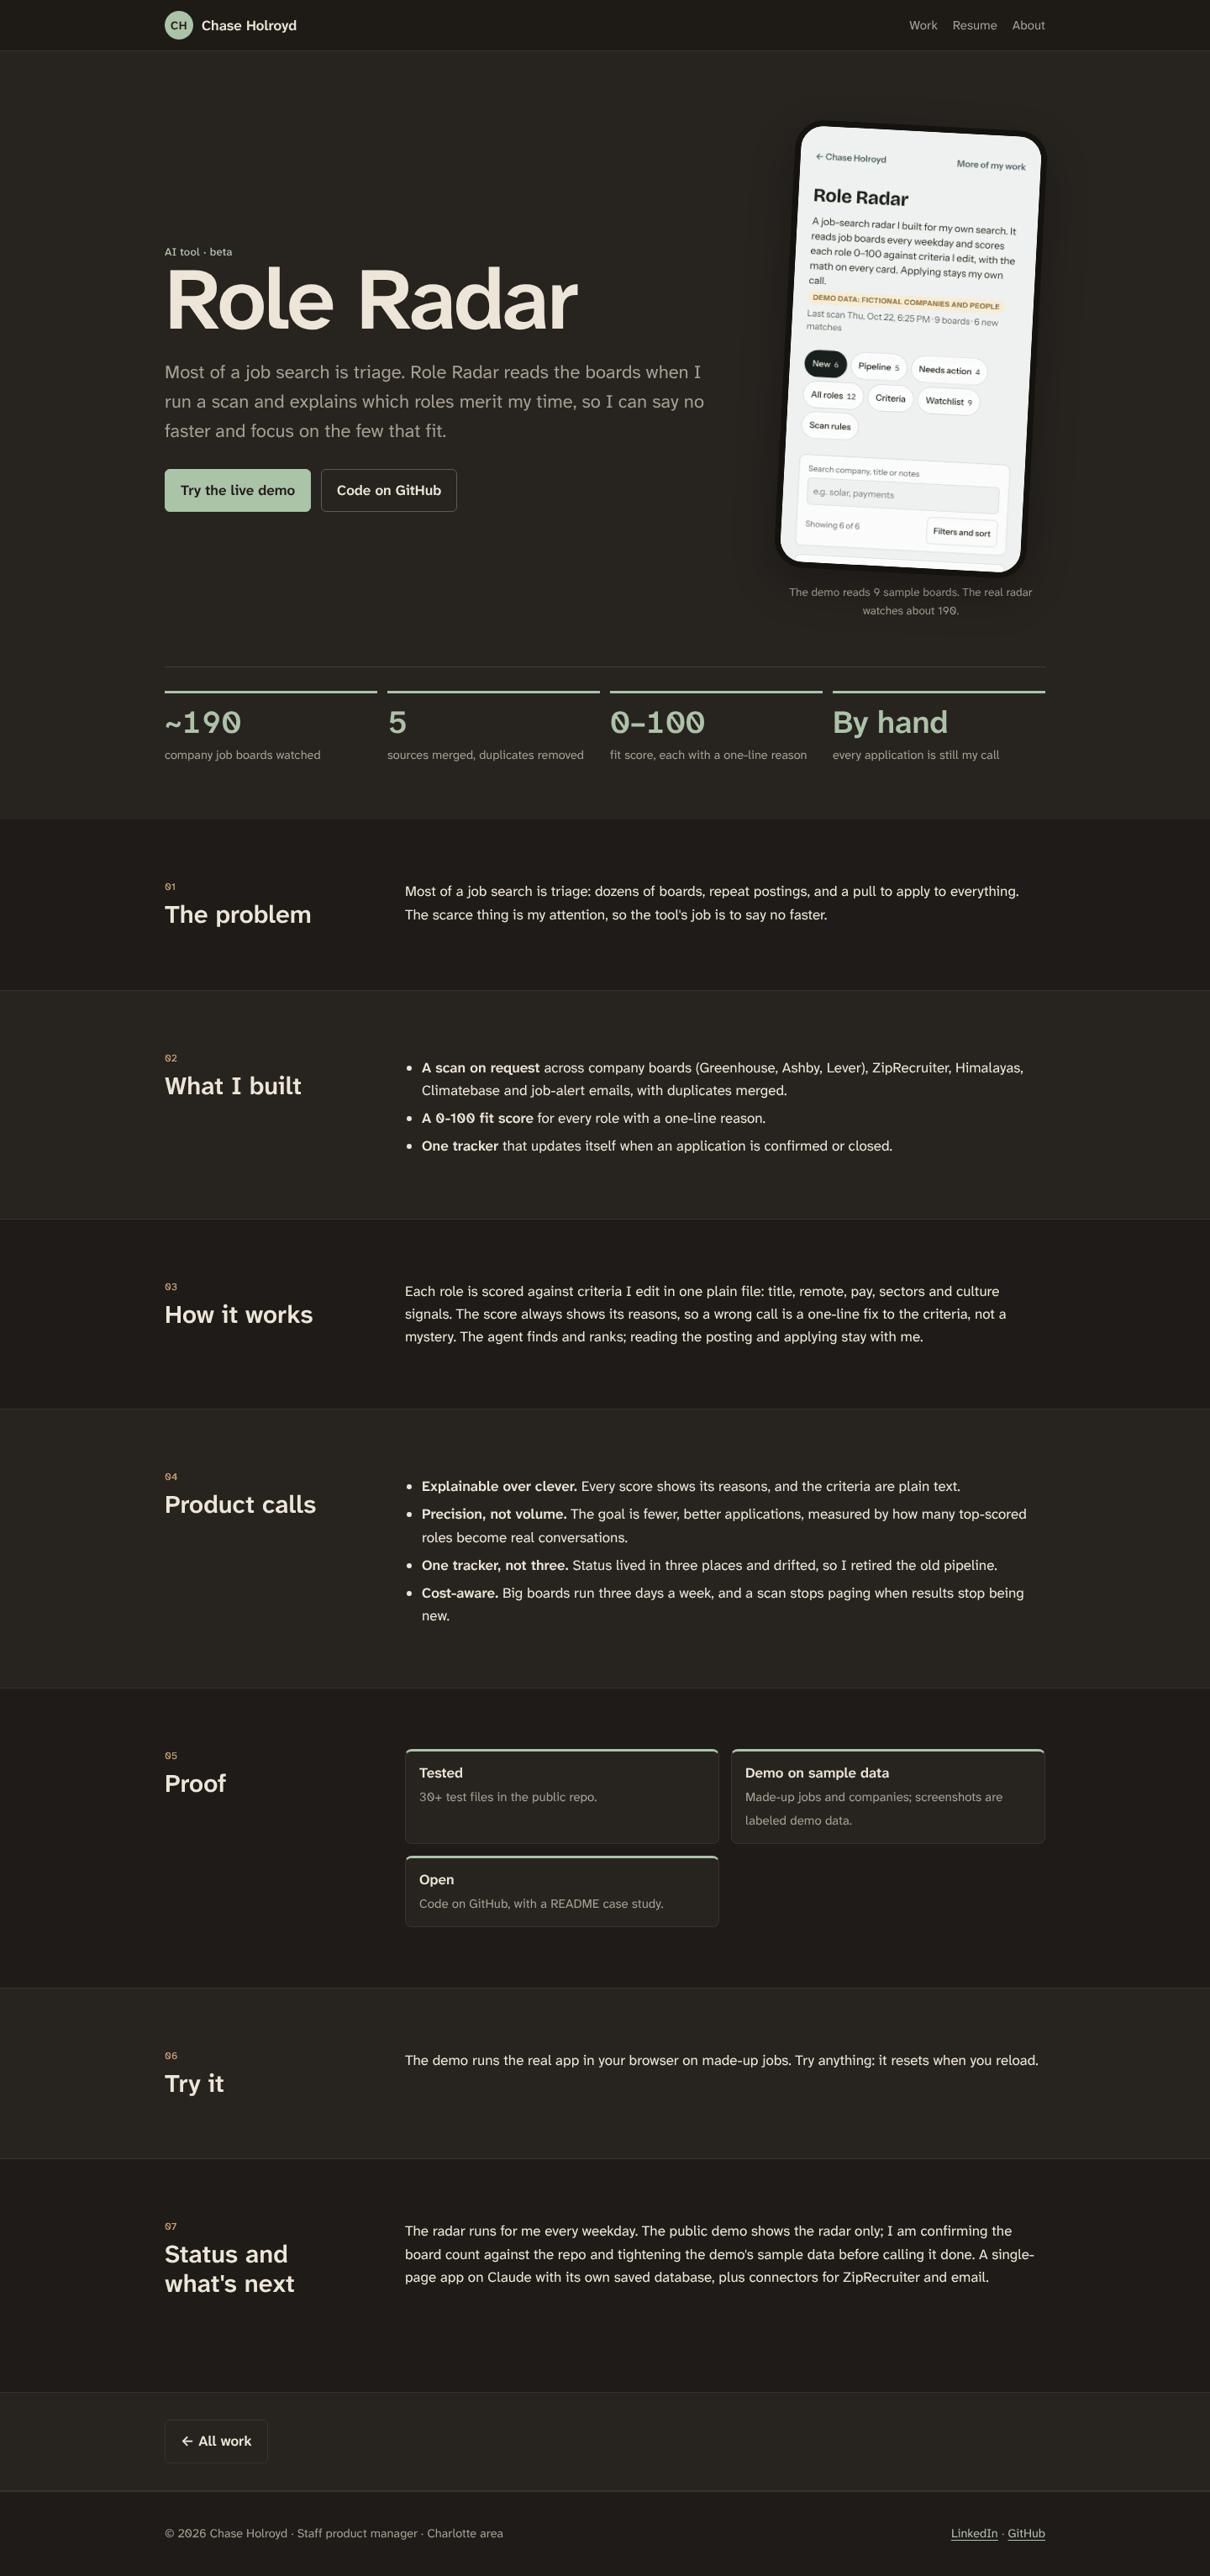 CH Chase Holroyd
Work Resume About
← Chase Holroyd
More of my work
Role Radar
A job-search radar I built for my own search. It
reads job boards every weekday and scores
each role 0–100 against criteria I edit, with the
math on every card. Applying stays my own
call.
DEMO DATA: FICTIONAL COMPANIES AND PEOPLE
Last scan Thu, Oct 22, 6:25 PM · 9 boards · 6 new
matches
New 6 Pipeline 5 Needs action 4
All roles 12 Criteria Watchlist 9
Scan rules
Search company, title or notes
e.g. solar, payments
Showing 6 of 6
Filters and sort
AI tool · beta
Role Radar
Most of a job search is triage. Role Radar reads the boards when I
run a scan and explains which roles merit my time, so I can say no
faster and focus on the few that fit.
Try the live demo
Code on GitHub
The demo reads 9 sample boards. The real radar
watches about 190.
~190
company job boards watched
5
sources merged, duplicates removed
0–100
fit score, each with a one-line reason
By hand
every application is still my call
01
The problem
Most of a job search is triage: dozens of boards, repeat postings, and a pull to apply to everything.
The scarce thing is my attention, so the tool's job is to say no faster.
02
What I built
• A scan on request across company boards (Greenhouse, Ashby, Lever), ZipRecruiter, Himalayas,
Climatebase and job-alert emails, with duplicates merged.
• A 0-100 fit score for every role with a one-line reason.
• One tracker that updates itself when an application is confirmed or closed.
03
How it works
Each role is scored against criteria I edit in one plain file: title, remote, pay, sectors and culture
signals. The score always shows its reasons, so a wrong call is a one-line fix to the criteria, not a
mystery. The agent finds and ranks; reading the posting and applying stay with me.
04
Product calls
• Explainable over clever. Every score shows its reasons, and the criteria are plain text.
• Precision, not volume. The goal is fewer, better applications, measured by how many top-scored
roles become real conversations.
• One tracker, not three. Status lived in three places and drifted, so I retired the old pipeline.
• Cost-aware. Big boards run three days a week, and a scan stops paging when results stop being
new.
05
Proof
Tested
30+ test files in the public repo.
Demo on sample data
Made-up jobs and companies; screenshots are
labeled demo data.
Open
Code on GitHub, with a README case study.
06
Try it
The demo runs the real app in your browser on made-up jobs. Try anything: it resets when you reload.
07
Status and
what's next
The radar runs for me every weekday. The public demo shows the radar only; I am confirming the
board count against the repo and tightening the demo's sample data before calling it done. A single-
page app on Claude with its own saved database, plus connectors for ZipRecruiter and email.
← All work
© 2026 Chase Holroyd · Staff product manager · Charlotte area
LinkedIn · GitHub